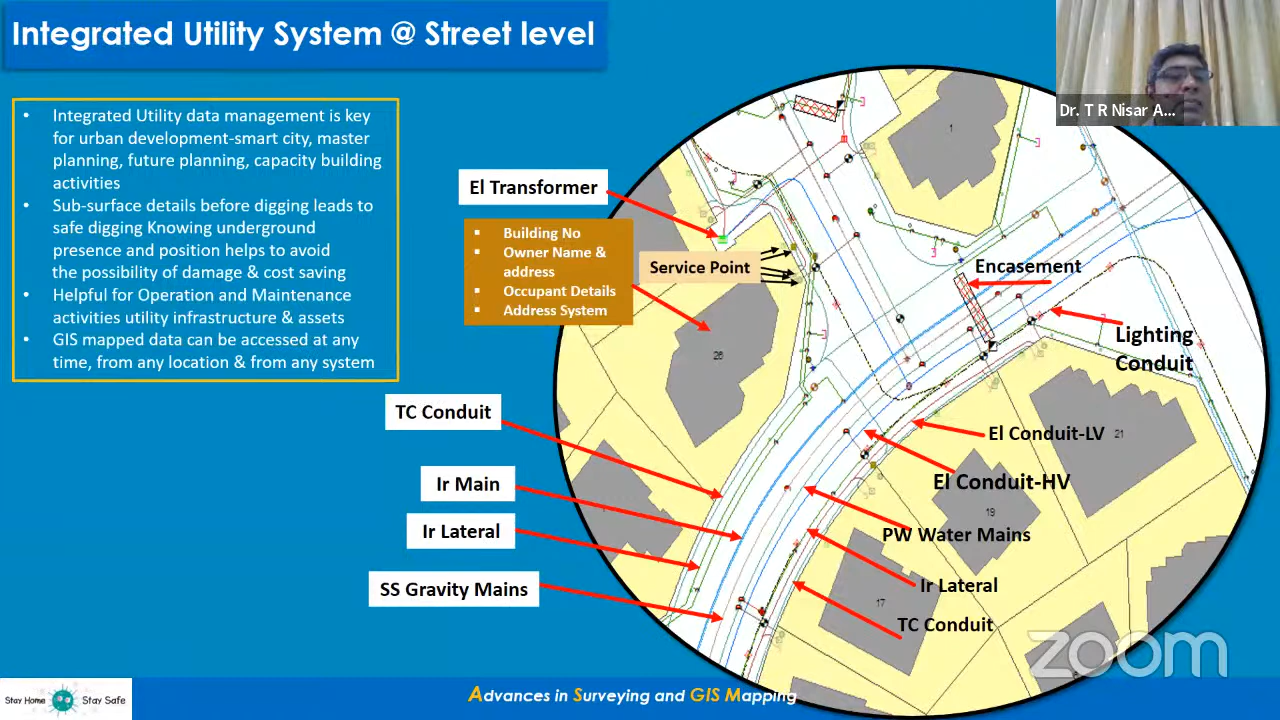 Integrated Utility System @ Street level
Dr. T R Nisar A...
• Integrated Utility data management is key
for urban development-smart city, master
planning, future planning, capacity building
activities
• Sub-surface details before digging leads to
safe digging Knowing underground
presence and position helps to avoid
the possibility of damage & cost saving
• Helpful for Operation and Maintenance
activities utility infrastructure & assets
• GIS mapped data can be accessed at any
time, from any location & from any system
El Transformer
▪ Building No
▪ Owner Name &
address
▪ Occupant Details
▪ Address System
Service Point
Encasement
Lighting
Conduit
1
26
21
19
17
TC Conduit
Ir Main
Ir Lateral
SS Gravity Mains
El Conduit-LV
El Conduit-HV
PW Water Mains
Ir Lateral
TC Conduit
zoom
Stay Home Stay Safe
Advances in Surveying and GIS Mapping